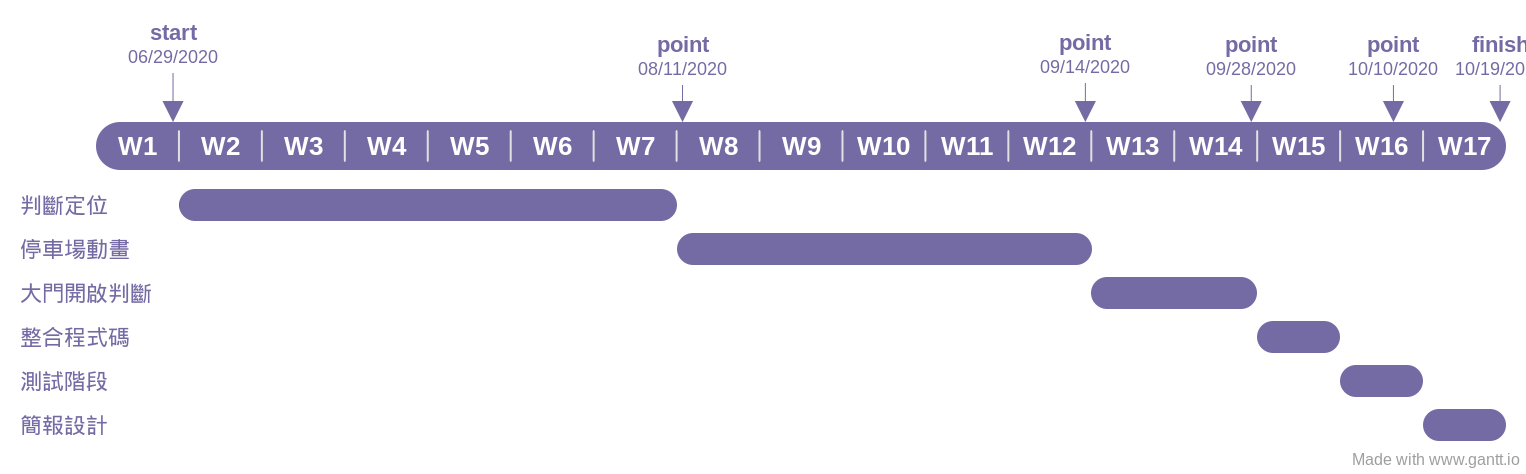 start
06/29/2020
point
08/11/2020
point
09/14/2020
point
09/28/2020
point
10/10/2020
finish
10/19/20
W1 W2 W3 W4 W5 W6 W7 W8 W9 W10 W11 W12 W13 W14 W15 W16 W17
判斷定位
停車場動畫
大門開啟判斷
整合程式碼
測試階段
簡報設計
Made with www.gantt.io